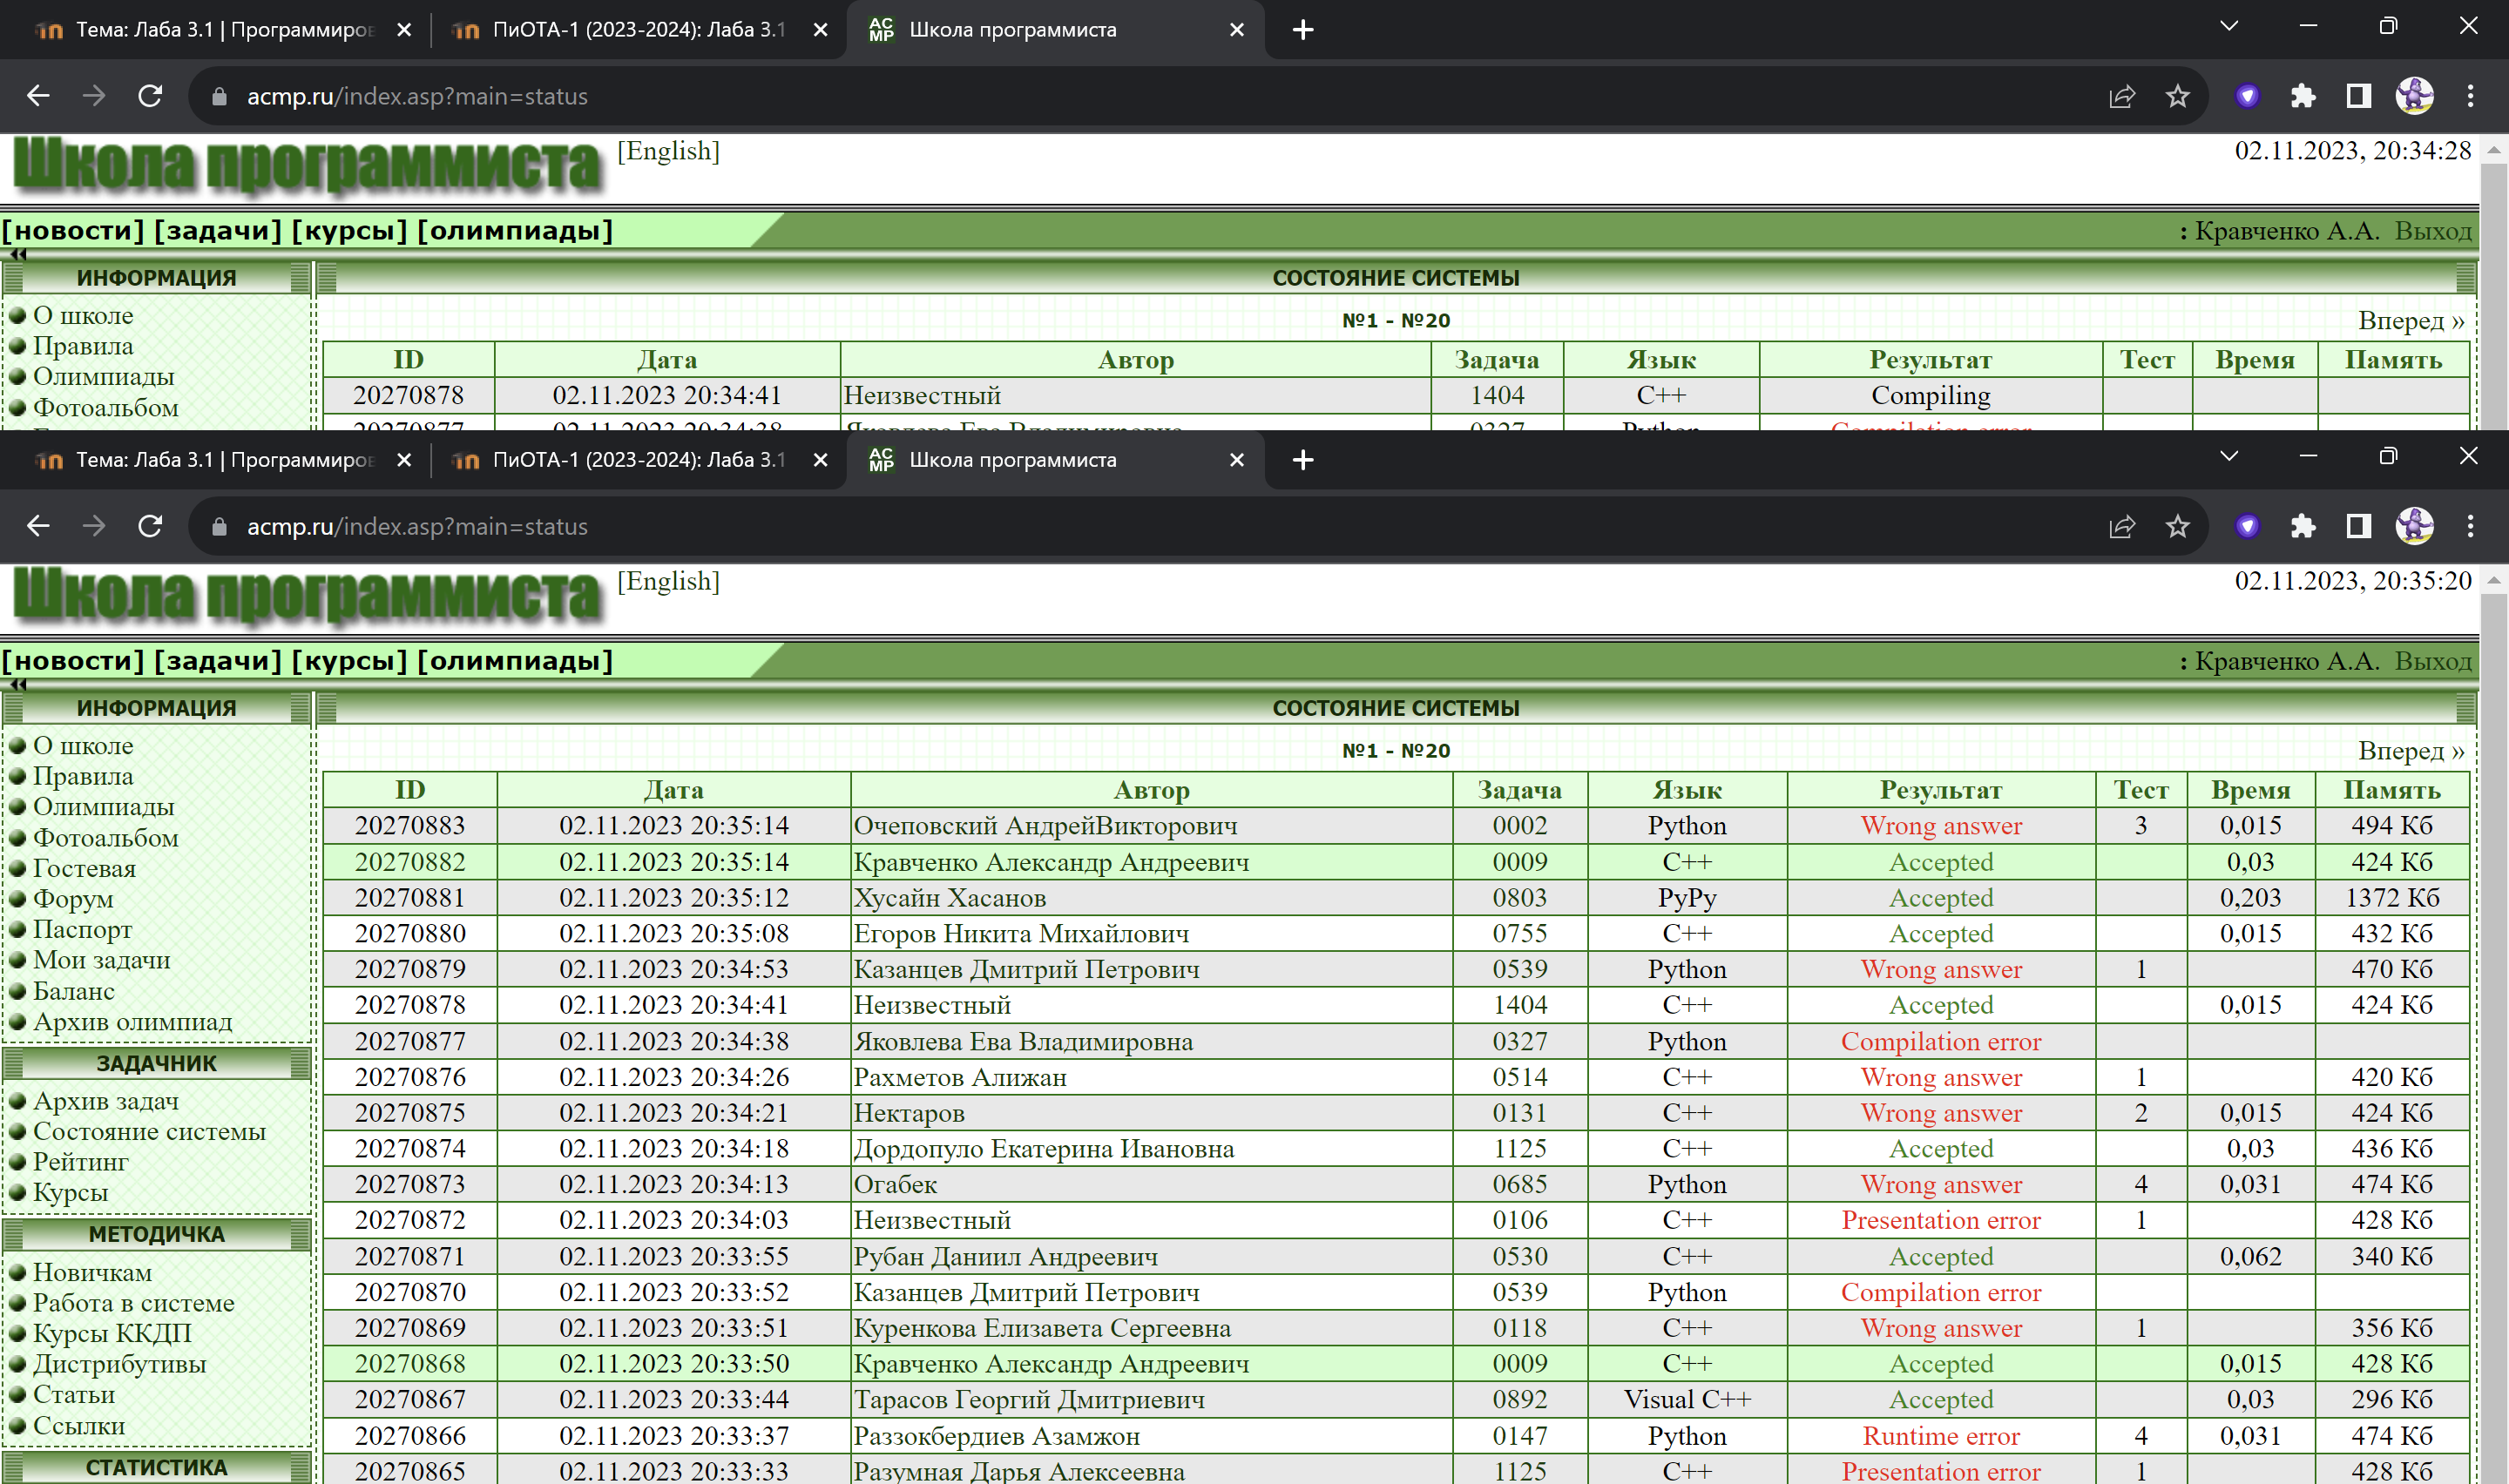 Тема: Лаба 3.1 | Программиров
ПиОТА-1 (2023-2024): Лаба 3.1
AC MP Школа программиста
acmp.ru/index.asp?main=status
Школа программиста [English] 02.11.2023, 20:34:28
[новости] [задачи] [курсы] [олимпиады] : Кравченко А.А. Выход
ИНФОРМАЦИЯ
О школе
Правила
Олимпиады
Фотоальбом
СОСТОЯНИЕ СИСТЕМЫ
№1 - №20 Вперед »
ID Дата Автор Задача Язык Результат Тест Время Память
20270878 02.11.2023 20:34:41 Неизвестный 1404 C++ Compiling
20270877 02.11.2023 20:34:38 Яковлева Ева Владимировна 0327 Python Compilation error
Тема: Лаба 3.1 | Программиров
ПиОТА-1 (2023-2024): Лаба 3.1
AC MP Школа программиста
acmp.ru/index.asp?main=status
Школа программиста [English] 02.11.2023, 20:35:20
[новости] [задачи] [курсы] [олимпиады] : Кравченко А.А. Выход
ИНФОРМАЦИЯ
О школе
Правила
Олимпиады
Фотоальбом
Гостевая
Форум
Паспорт
Мои задачи
Баланс
Архив олимпиад
ЗАДАЧНИК
Архив задач
Состояние системы
Рейтинг
Курсы
МЕТОДИЧКА
Новичкам
Работа в системе
Курсы ККДП
Дистрибутивы
Статьи
Ссылки
СТАТИСТИКА
СОСТОЯНИЕ СИСТЕМЫ
№1 - №20 Вперед »
ID Дата Автор Задача Язык Результат Тест Время Память
20270883 02.11.2023 20:35:14 Очеповский АндрейВикторович 0002 Python Wrong answer 3 0,015 494 Кб
20270882 02.11.2023 20:35:14 Кравченко Александр Андреевич 0009 C++ Accepted 0,03 424 Кб
20270881 02.11.2023 20:35:12 Хусайн Хасанов 0803 PyPy Accepted 0,203 1372 Кб
20270880 02.11.2023 20:35:08 Егоров Никита Михайлович 0755 C++ Accepted 0,015 432 Кб
20270879 02.11.2023 20:34:53 Казанцев Дмитрий Петрович 0539 Python Wrong answer 1 470 Кб
20270878 02.11.2023 20:34:41 Неизвестный 1404 C++ Accepted 0,015 424 Кб
20270877 02.11.2023 20:34:38 Яковлева Ева Владимировна 0327 Python Compilation error
20270876 02.11.2023 20:34:26 Рахметов Алижан 0514 C++ Wrong answer 1 420 Кб
20270875 02.11.2023 20:34:21 Нектаров 0131 C++ Wrong answer 2 0,015 424 Кб
20270874 02.11.2023 20:34:18 Дордопуло Екатерина Ивановна 1125 C++ Accepted 0,03 436 Кб
20270873 02.11.2023 20:34:13 Огабек 0685 Python Wrong answer 4 0,031 474 Кб
20270872 02.11.2023 20:34:03 Неизвестный 0106 C++ Presentation error 1 428 Кб
20270871 02.11.2023 20:33:55 Рубан Даниил Андреевич 0530 C++ Accepted 0,062 340 Кб
20270870 02.11.2023 20:33:52 Казанцев Дмитрий Петрович 0539 Python Compilation error
20270869 02.11.2023 20:33:51 Куренкова Елизавета Сергеевна 0118 C++ Wrong answer 1 356 Кб
20270868 02.11.2023 20:33:50 Кравченко Александр Андреевич 0009 C++ Accepted 0,015 428 Кб
20270867 02.11.2023 20:33:44 Тарасов Георгий Дмитриевич 0892 Visual C++ Accepted 0,03 296 Кб
20270866 02.11.2023 20:33:37 Раззокбердиев Азамжон 0147 Python Runtime error 4 0,031 474 Кб
20270865 02.11.2023 20:33:33 Разумная Дарья Алексеевна 1125 C++ Presentation error 1 428 Кб